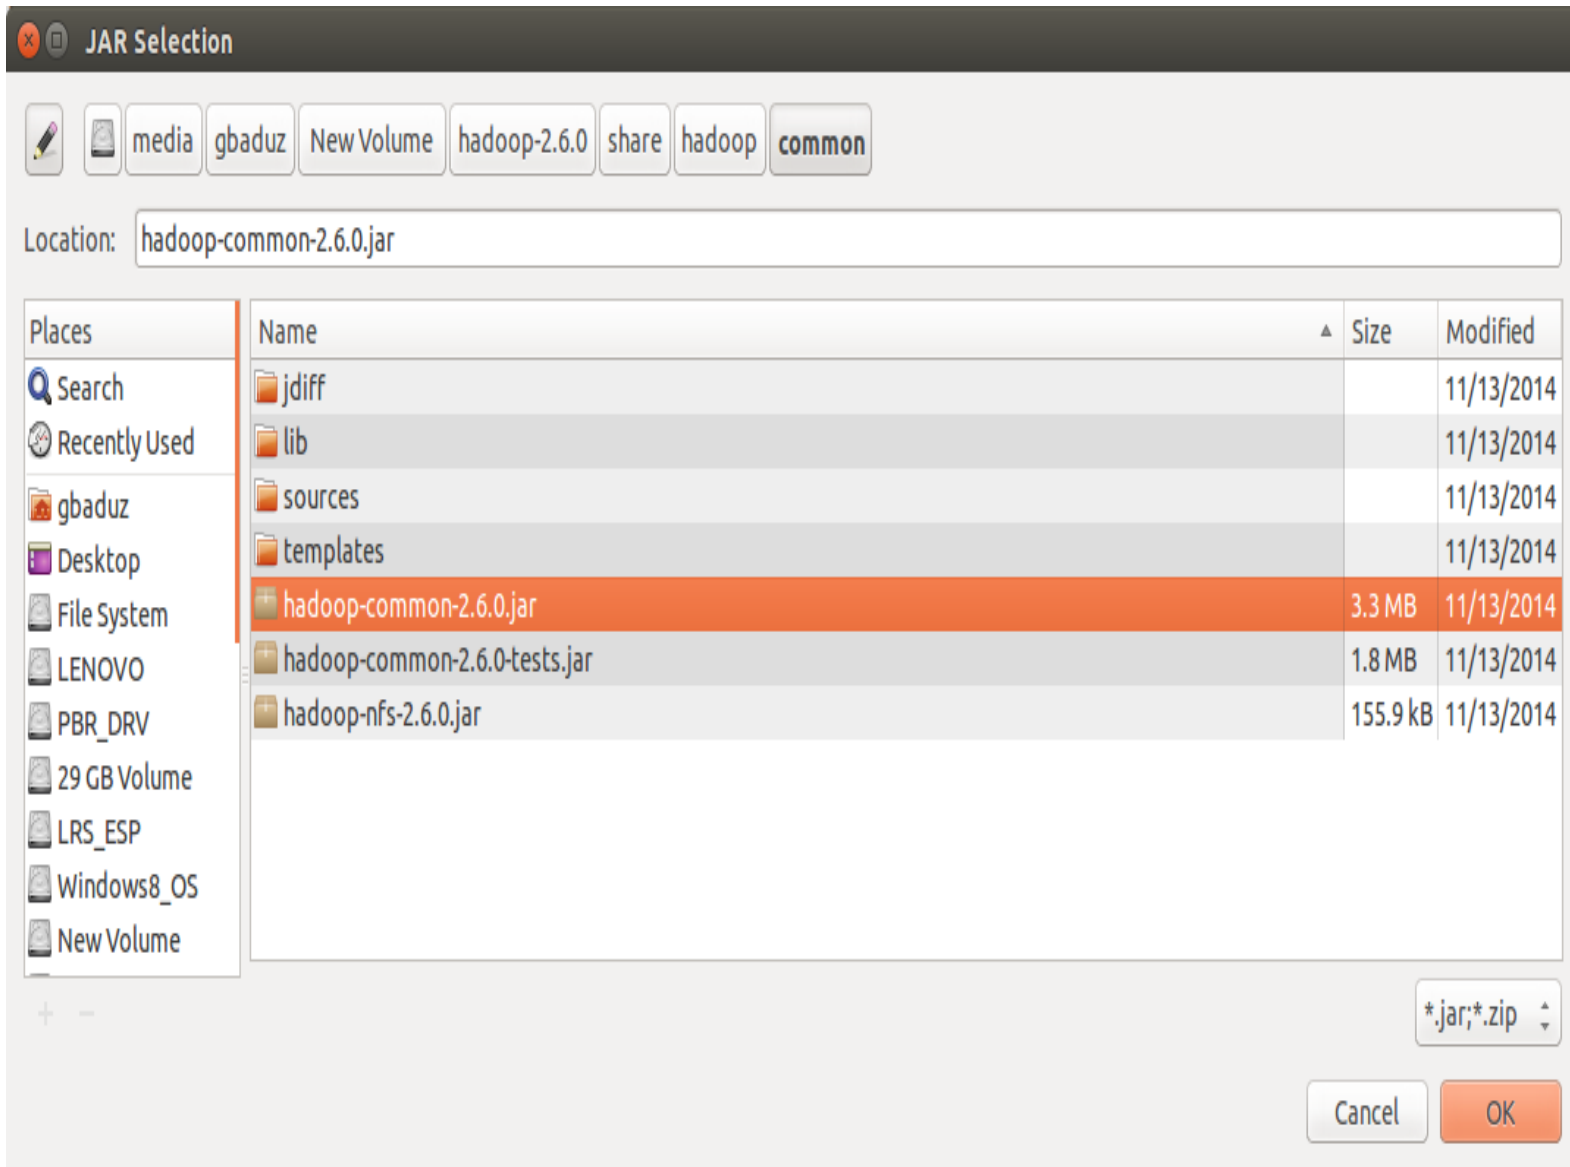 JAR Selection
media gbaduz New Volume hadoop-2.6.0 share hadoop common
Location: hadoop-common-2.6.0.jar
Places
Search
Recently Used
gbaduz
Desktop
File System
LENOVO
PBR_DRV
29 GB Volume
LRS_ESP
Windows8_OS
New Volume
Name Size Modified
jdiff 11/13/2014
lib 11/13/2014
sources 11/13/2014
templates 11/13/2014
hadoop-common-2.6.0.jar 3.3 MB 11/13/2014
hadoop-common-2.6.0-tests.jar 1.8 MB 11/13/2014
hadoop-nfs-2.6.0.jar 155.9 kB 11/13/2014
*.jar;*.zip
Cancel OK